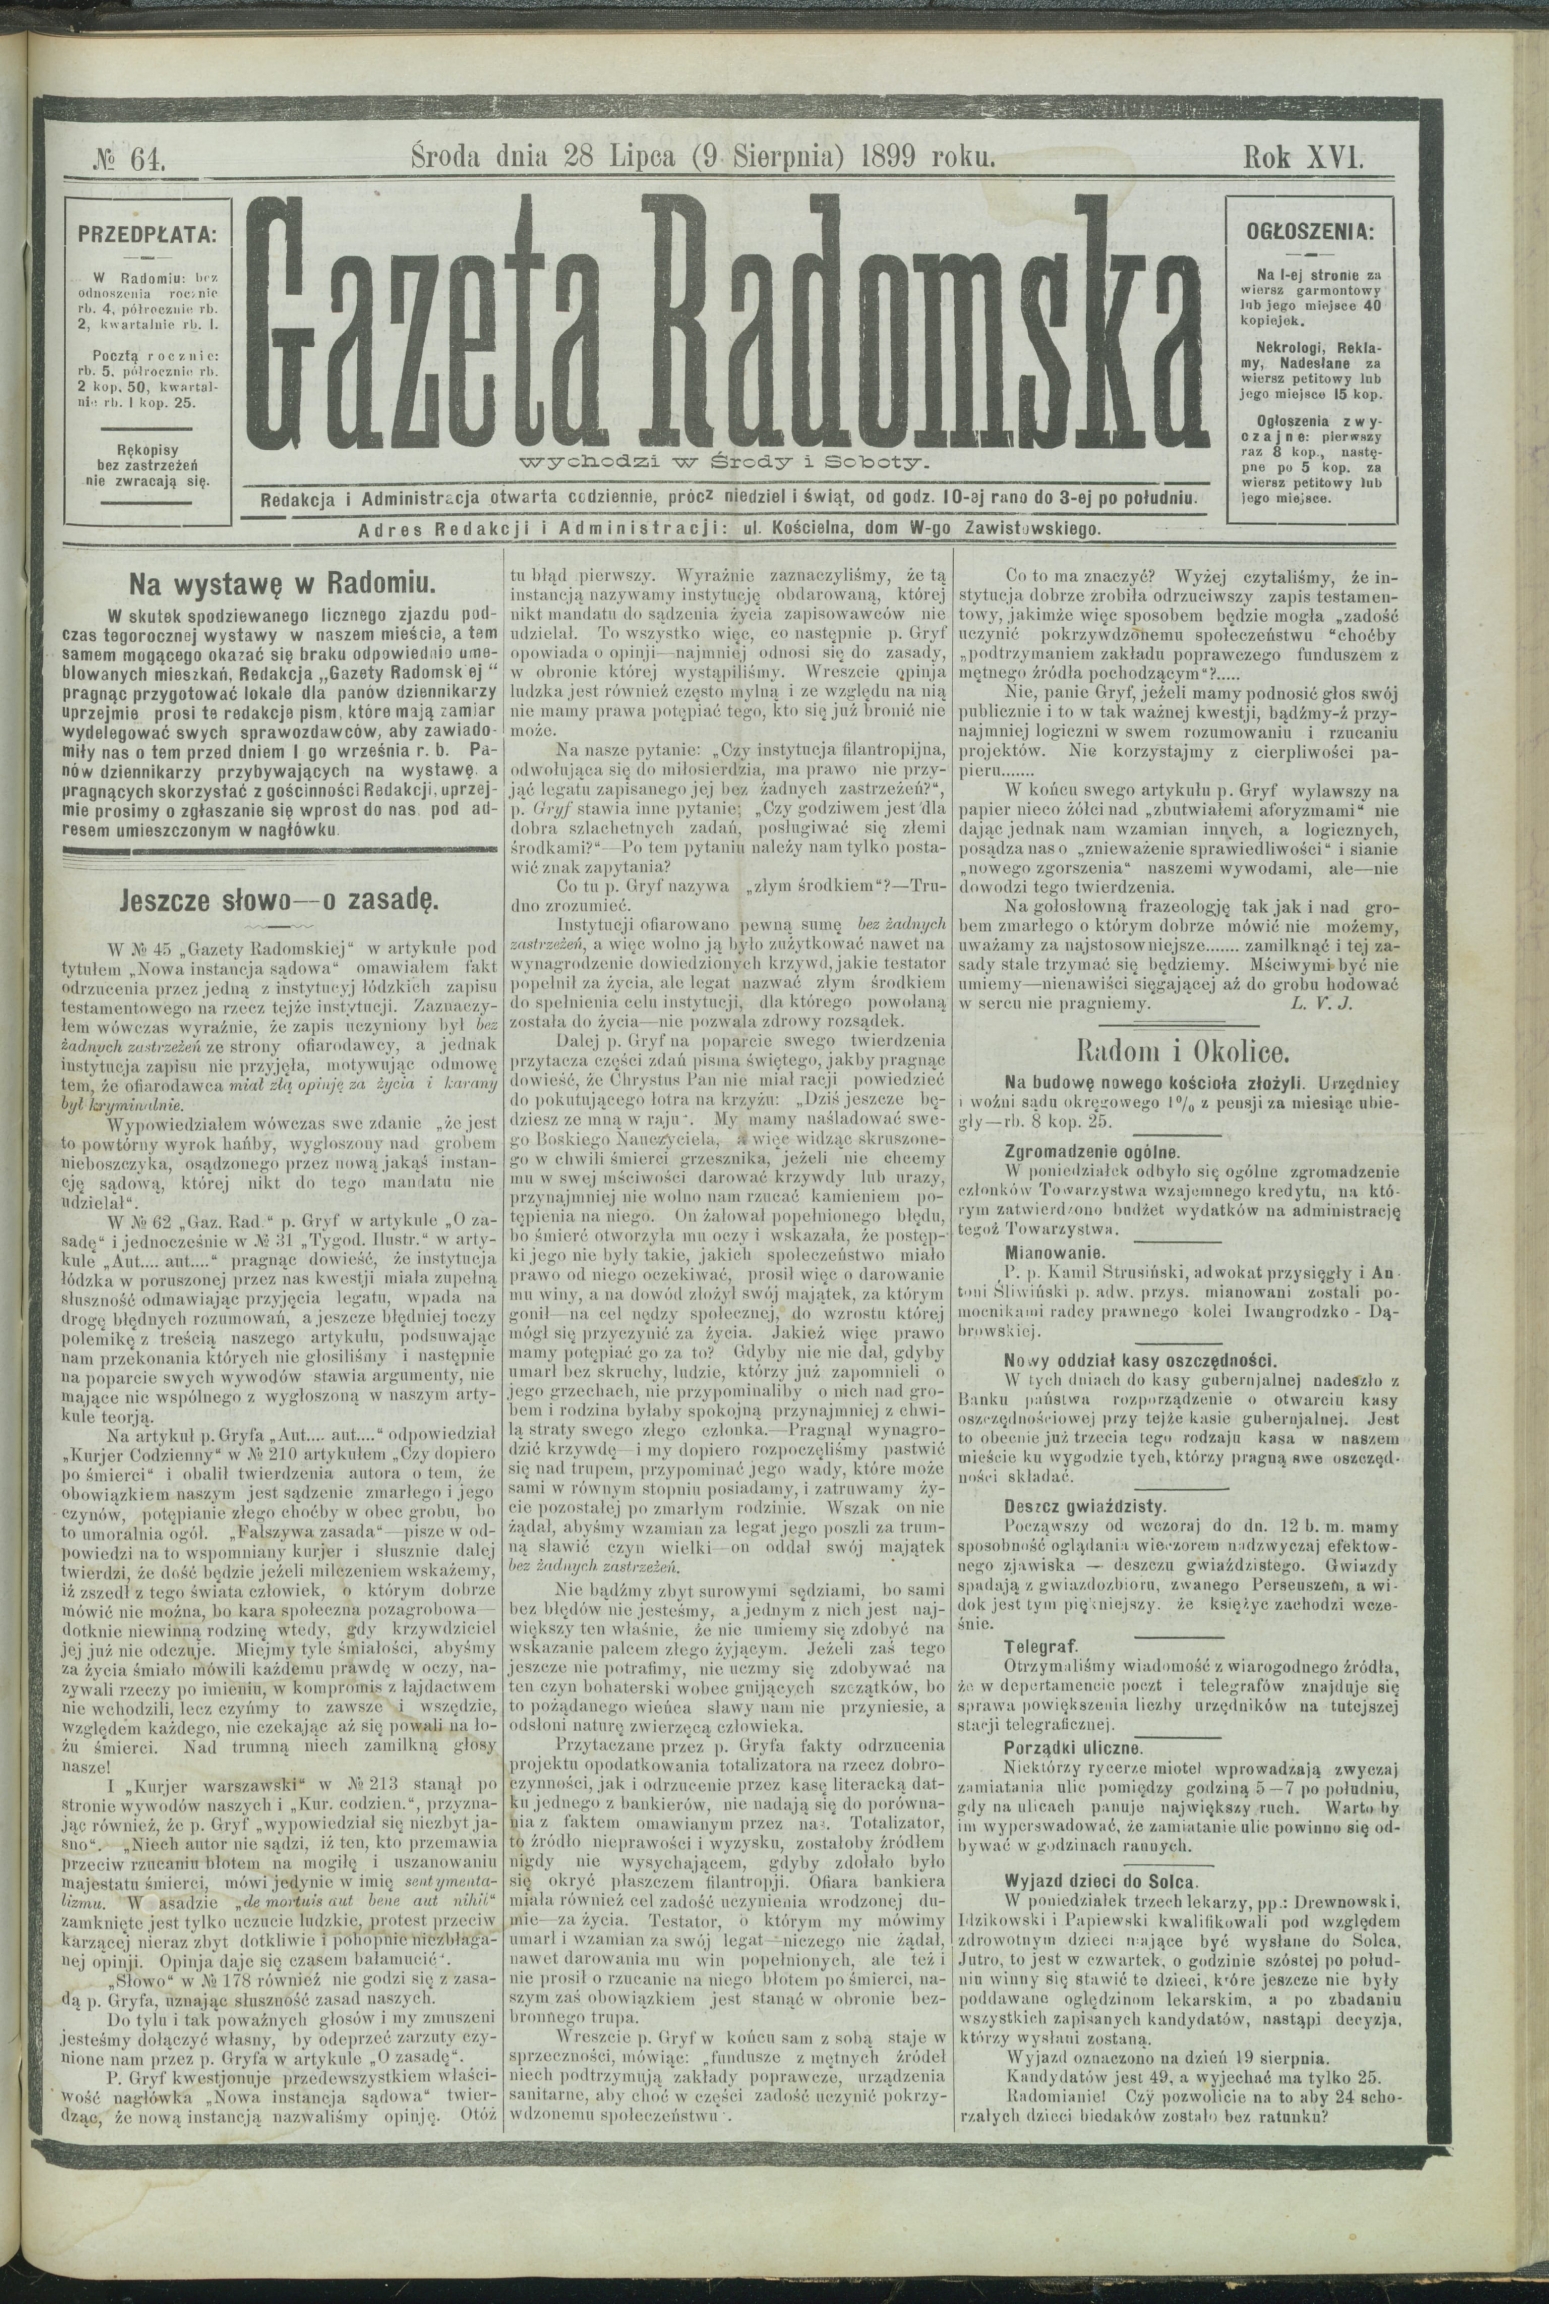 № 64.
Środa dnia 28 Lipca (9 Sierpnia) 1899 roku.
Rok XVI.
PRZEDPŁATA:
W Radomiu: bez
odnoszenia rocznie
rb. 4, półrocznie rb.
2, kwartalnie rb. 1.
Pocztą rocznie:
rb. 5, półrocznie rb.
2 kop. 50, kwartal-
nie rb. 1 kop. 25.
Rękopisy
bez zastrzeżeń
nie zwracają się.
Gazeta Radomska
wychodzi w Środy i Soboty.
Redakcja i Administracja otwarta codziennie, prócz niedziel i świąt, od godz. 10-ej rano do 3-ej po południu.
Adres Redakcji i Administracji: ul. Kościelna, dom W-go Zawistowskiego.
OGŁOSZENIA:
Na I-ej stronie za
wiersz garmontowy
lub jego miejsce 40
kopiejek.
Nekrologi, Rekla-
my, Nadesłane za
wiersz petitowy lub
jego miejsce 15 kop.
Ogłoszenia zwy-
czajne: pierwszy
raz 8 kop., nastę-
pne po 5 kop. za
wiersz petitowy lub
jego miejsce.
Na wystawę w Radomiu.
W skutek spodziewanego licznego zjazdu pod-
czas tegorocznej wystawy w naszem mieście, a tem
samem mogącego okazać się braku odpowiednio ume-
blowanych mieszkań, Redakcja „Gazety Radomskej“
pragnąc przygotować lokale dla panów dziennikarzy
uprzejmie prosi te redakcje pism, które mają zamiar
wydelegować swych sprawozdawców, aby zawiado-
miły nas o tem przed dniem 1 go września r. b. Pa-
nów dziennikarzy przybywających na wystawę a
pragnących skorzystać z gościnności Redakcji, uprzej-
mie prosimy o zgłaszanie się wprost do nas pod ad-
resem umieszczonym w nagłówku.
Jeszcze słowo—o zasadę.
W № 45 „Gazety Radomskiej“ w artykule pod
tytułem „Nowa instancja sądowa“ omawiałem fakt
odrzucenia przez jedną z instytucyj łódzkich zapisu
testamentowego na rzecz tejże instytucji. Zaznaczy-
łem wówczas wyraźnie, że zapis uczyniony był bez
żadnych zastrzeżeń ze strony ofiarodawcy, a jednak
instytucja zapisu nie przyjęła, motywując odmowę
tem, że ofiarodawca miał złą opinję za życia i karany
był kryminalnie.
Wypowiedziałem wówczas swe zdanie „że jest
to powtórny wyrok hańby, wygłoszony nad grobem
nieboszczyka, osądzonego przez nową jakąś instan-
cję sądową, której nikt do tego mandatu nie
udzielał“.
W № 62 „Gaz. Rad.“ p. Gryf w artykule „O za-
sadę“ i jednocześnie w № 31 „Tygod. Ilustr.“ w arty-
kule „Aut.... aut....“ pragnąc dowieść, że instytucja
łódzka w poruszonej przez nas kwestji miała zupełną
słuszność odmawiając przyjęcia legatu, wpada na
drogę błędnych rozumowań, a jeszcze błędniej toczy
polemikę z treścią naszego artykułu, podsuwając
nam przekonania których nie głosiliśmy i następnie
na poparcie swych wywodów stawia argumenty, nic
mające nic wspólnego z wygłoszoną w naszym arty-
kule teorją.
Na artykuł p. Gryfa „Aut.... aut....“ odpowiedział
„Kurjer Codzienny“ w № 210 artykułem „Czy dopiero
po śmierci“ i obalił twierdzenia autora o tem, że
obowiązkiem naszym jest sądzenie zmarłego i jego
czynów, potępianie złego choćby w obec grobu, bo
to umoralnia ogół. „Fałszywa zasada“—pisze w od-
powiedzi na to wspomniany kurjer i słusznie dalej
twierdzi, że dość będzie jeżeli milczeniem wskażemy,
iż zszedł z tego świata człowiek, o którym dobrze
mówić nie można, bo kara społeczna pozagrobowa—
dotknie niewinną rodzinę wtedy, gdy krzywdziciel
jej już nie odczuje. Miejmy tyle śmiałości, abyśmy
za życia śmiało mówili każdemu prawdę w oczy, na-
zywali rzeczy po imieniu, w kompromis z łajdactwem
nie wchodzili, lecz czyńmy to zawsze i wszędzie,
względem każdego, nie czekając aż się powali na ło-
żu śmierci. Nad trumną niech zamilkną głosy
nasze!
I „Kurjer warszawski“ w № 213 stanął po
stronie wywodów naszych i „Kur. codzien.“, przyzna-
jąc również, że p. Gryf „wypowiedział się niezbyt ja-
sno“. „Niech autor nie sądzi, iż ten, kto przemawia
przeciw rzucaniu błotem na mogiłę i uszanowaniu
majestatu śmierci, mówi jedynie w imię sentymenta-
lizmu. W asadzie „de mortuis aut bene aut nihil“
zamknięte jest tylko uczucie ludzkie, protest przeciw
karzącej nieraz zbyt dotkliwie i pohopnie niezbłaga-
nej opinji. Opinja daje się czasem bałamucić“.
„Słowo“ w № 178 również nie godzi się z zasa-
dą p. Gryfa, uznając słuszność zasad naszych.
Do tylu i tak poważnych głosów i my zmuszeni
jesteśmy dołączyć własny, by odeprzeć zarzuty czy-
nione nam przez p. Gryfa w artykule „O zasadę“.
P. Gryf kwestjonuje przedewszystkiem właści-
wość nagłówka „Nowa instancja sądowa“ twier-
dząc, że nową instancją nazwaliśmy opinję. Otóż
tu błąd pierwszy. Wyraźnie zaznaczyliśmy, że tą
instancją nazywamy instytucję obdarowaną, której
nikt mandatu do sądzenia życia zapisowawców nie
udzielał. To wszystko więc, co następnie p. Gryf
opowiada o opinji—najmniej odnosi się do zasady,
w obronie której wystąpiliśmy. Wreszcie opinja
ludzka jest również często mylną i ze względu na nią
nie mamy prawa potępiać tego, kto się już bronić nie
może.
Na nasze pytanie: „Czy instytucja filantropijna,
odwołująca się do miłosierdzia, ma prawo nie przy-
jąć legatu zapisanego jej bez żadnych zastrzeżeń?“,
p. Gryf stawia inne pytanie: „Czy godziwem jest dla
dobra szlachetnych zadań, posługiwać się złemi
środkami?“—Po tem pytaniu należy nam tylko posta-
wić znak zapytania?
Co tu p. Gryf nazywa „złym środkiem“?—Tru-
dno zrozumieć.
Instytucji ofiarowano pewną sumę bez żadnych
zastrzeżeń, a więc wolno ją było zużytkować nawet na
wynagrodzenie dowiedzionych krzywd, jakie testator
popełnił za życia, ale legat nazwać złym środkiem
do spełnienia celu instytucji, dla którego powołaną
została do życia—nie pozwala zdrowy rozsądek.
Dalej p. Gryf na poparcie swego twierdzenia
przytacza części zdań pisma świętego, jakby pragnąc
dowieść, że Chrystus Pan nie miał racji powiedzieć
do pokutującego łotra na krzyżu: „Dziś jeszcze bę-
dziesz ze mną w raju“. My mamy naśladować swe-
go Boskiego Nauczyciela, a więc widząc skruszone-
go w chwili śmierci grzesznika, jeżeli nie chcemy
mu w swej mściwości darować krzywdy lub urazy,
przynajmniej nie wolno nam rzucać kamieniem po-
tępienia na niego. On żałował popełnionego błędu,
bo śmierć otworzyła mu oczy i wskazała, że postęp-
ki jego nie były takie, jakich społeczeństwo miało
prawo od niego oczekiwać, prosił więc o darowanie
mu winy, a na dowód złożył swój majątek, za którym
gonił—na cel nędzy społecznej, do wzrostu której
mógł się przyczynić za życia. Jakież więc prawo
mamy potępiać go za to? Gdyby nie nie dał, gdyby
umarł bez skruchy, ludzie, którzy już zapomnieli o
jego grzechach, nie przypominaliby o nich nad gro-
bem i rodzina byłaby spokojną przynajmniej z chwi-
lą straty swego złego członka.—Pragnął wynagro-
dzić krzywdę—i my dopiero rozpoczęliśmy pastwić
się nad trupem, przypominać jego wady, które może
sami w równym stopniu posiadamy, i zatruwamy ży-
cie pozostałej po zmarłym rodzinie. Wszak on nie
żądał, abyśmy wzamian za legat jego poszli za trum-
ną sławić czyn wielki—on oddał swój majątek
bez żadnych zastrzeżeń.
Nie bądźmy zbyt surowymi sędziami, bo sami
bez błędów nie jesteśmy, a jednym z nich jest naj-
większy ten właśnie, że nie umiemy się zdobyć na
wskazanie palcem złego żyjącym. Jeżeli zaś tego
jeszcze nie potrafimy, nie uczmy się zdobywać na
ten czyn bohaterski wobec gnijących szczątków, bo
to pożądanego wieńca sławy nam nie przyniesie, a
odsłoni naturę zwierzęcą człowieka.
Przytaczane przez p. Gryfa fakty odrzucenia
projektu opodatkowania totalizatora na rzecz dobro-
czynności, jak i odrzucenie przez kasę literacką dat-
ku jednego z bankierów, nie nadają się do porówna-
nia z faktem omawianym przez nas. Totalizator,
to źródło nieprawości i wyzysku, zostałoby źródłem
nigdy nie wysychającem, gdyby zdołało było
się okryć płaszczem filantropji. Ofiara bankiera
miała również cel zadość uczynienia wrodzonej du-
mie—za życia. Testator, o którym my mówimy
umarł i wzamian za swój legat—niczego nie żądał,
nawet darowania mu win popełnionych, ale też i
nie prosił o rzucanie na niego błotem po śmierci, na-
szym zaś obowiązkiem jest stanąć w obronie bez-
bronnego trupa.
Wreszcie p. Gryf w końcu sam z sobą staje w
sprzeczności, mówiąc: „fundusze z mętnych źródeł
niech podtrzymują zakłady poprawcze, urządzenia
sanitarne, aby choć w części zadość uczynić pokrzy-
wdzonemu społeczeństwu“.
Co to ma znaczyć? Wyżej czytaliśmy, że in-
stytucja dobrze zrobiła odrzuciwszy zapis testamen-
towy, jakimże więc sposobem będzie mogła „zadość
uczynić pokrzywdzonemu społeczeństwu “choćby
„podtrzymaniem zakładu poprawczego funduszem z
mętnego źródła pochodzącym“?.....
Nie, panie Gryf, jeżeli mamy podnosić głos swój
publicznie i to w tak ważnej kwestji, bądźmy-ż przy-
najmniej logiczni w swem rozumowaniu i rzucaniu
projektów. Nie korzystajmy z cierpliwości pa-
pieru.......
W końcu swego artykułu p. Gryf wylawszy na
papier nieco żółci nad „zbutwiałemi aforyzmami“ nie
dając jednak nam wzamian innych, a logicznych,
posądza nas o „znieważenie sprawiedliwości“ i sianie
„nowego zgorszenia“ naszemi wywodami, ale—nie
dowodzi tego twierdzenia.
Na gołosłowną frazeologję tak jak i nad gro-
bem zmarłego o którym dobrze mówić nie możemy,
uważamy za najstosowniejsze....... zamilknąć i tej za-
sady stale trzymać się będziemy. Mściwymi być nie
umiemy—nienawiści sięgającej aż do grobu hodować
w sercu nie pragniemy. L. V. J.
Radom i Okolice.
Na budowę nowego kościoła złożyli. Urzędnicy
i woźni sądu okręgowego 1% z pensji za miesiąc ubie-
gły—rb. 8 kop. 25.
Zgromadzenie ogólne.
W poniedziałek odbyło się ogólne zgromadzenie
członków Towarzystwa wzajemnego kredytu, na któ-
rym zatwierdzono budżet wydatków na administrację
tegoż Towarzystwa.
Mianowanie.
P. p. Kamil Strusiński, adwokat przysięgły i An-
toni Śliwiński p. adw. przys. mianowani zostali po-
mocnikami radcy prawnego kolei Iwangrodzko - Dą-
browskiej.
Nowy oddział kasy oszczędności.
W tych dniach do kasy gubernjalnej nadeszło z
Banku państwa rozporządzenie o otwarciu kasy
oszczędnościowej przy tejże kasie gubernjalnej. Jest
to obecnie już trzecia tego rodzaju kasa w naszem
mieście ku wygodzie tych, którzy pragną swe oszczęd-
ności składać.
Deszcz gwiaździsty.
Począwszy od wczoraj do dn. 12 b. m. mamy
sposobność oglądania wieczorem nadzwyczaj efektow-
nego zjawiska — deszczu gwiaździstego. Gwiazdy
spadają z gwiazdozbioru, zwanego Perseuszem, a wi-
dok jest tym piękniejszy, że księżyc zachodzi wcze-
śnie.
Telegraf.
Otrzymaliśmy wiadomość z wiarogodnego źródła,
że w departamencie poczt i telegrafów znajduje się
sprawa powiększenia liczby urzędników na tutejszej
stacji telegraficznej.
Porządki uliczne.
Niektórzy rycerze mioteł wprowadzają zwyczaj
zamiatania ulic pomiędzy godziną 5—7 po południu,
gdy na ulicach panuje największy ruch. Warto by
im wyperswadować, że zamiatanie ulic powinno się od-
bywać w godzinach rannych.
Wyjazd dzieci do Solca.
W poniedziałek trzech lekarzy, pp.: Drewnowski,
Idzikowski i Papiewski kwalifikowali pod względem
zdrowotnym dzieci mające być wysłane do Solca.
Jutro, to jest w czwartek, o godzinie szóstej po połud-
niu winny się stawić te dzieci, które jeszcze nie były
poddawane oględzinom lekarskim, a po zbadaniu
wszystkich zapisanych kandydatów, nastąpi decyzja,
którzy wysłani zostaną.
Wyjazd oznaczono na dzień 19 sierpnia.
Kandydatów jest 49, a wyjechać ma tylko 25.
Radomianie! Czy pozwolicie na to aby 24 scho-
rzałych dzieci biedaków zostało bez ratunku?